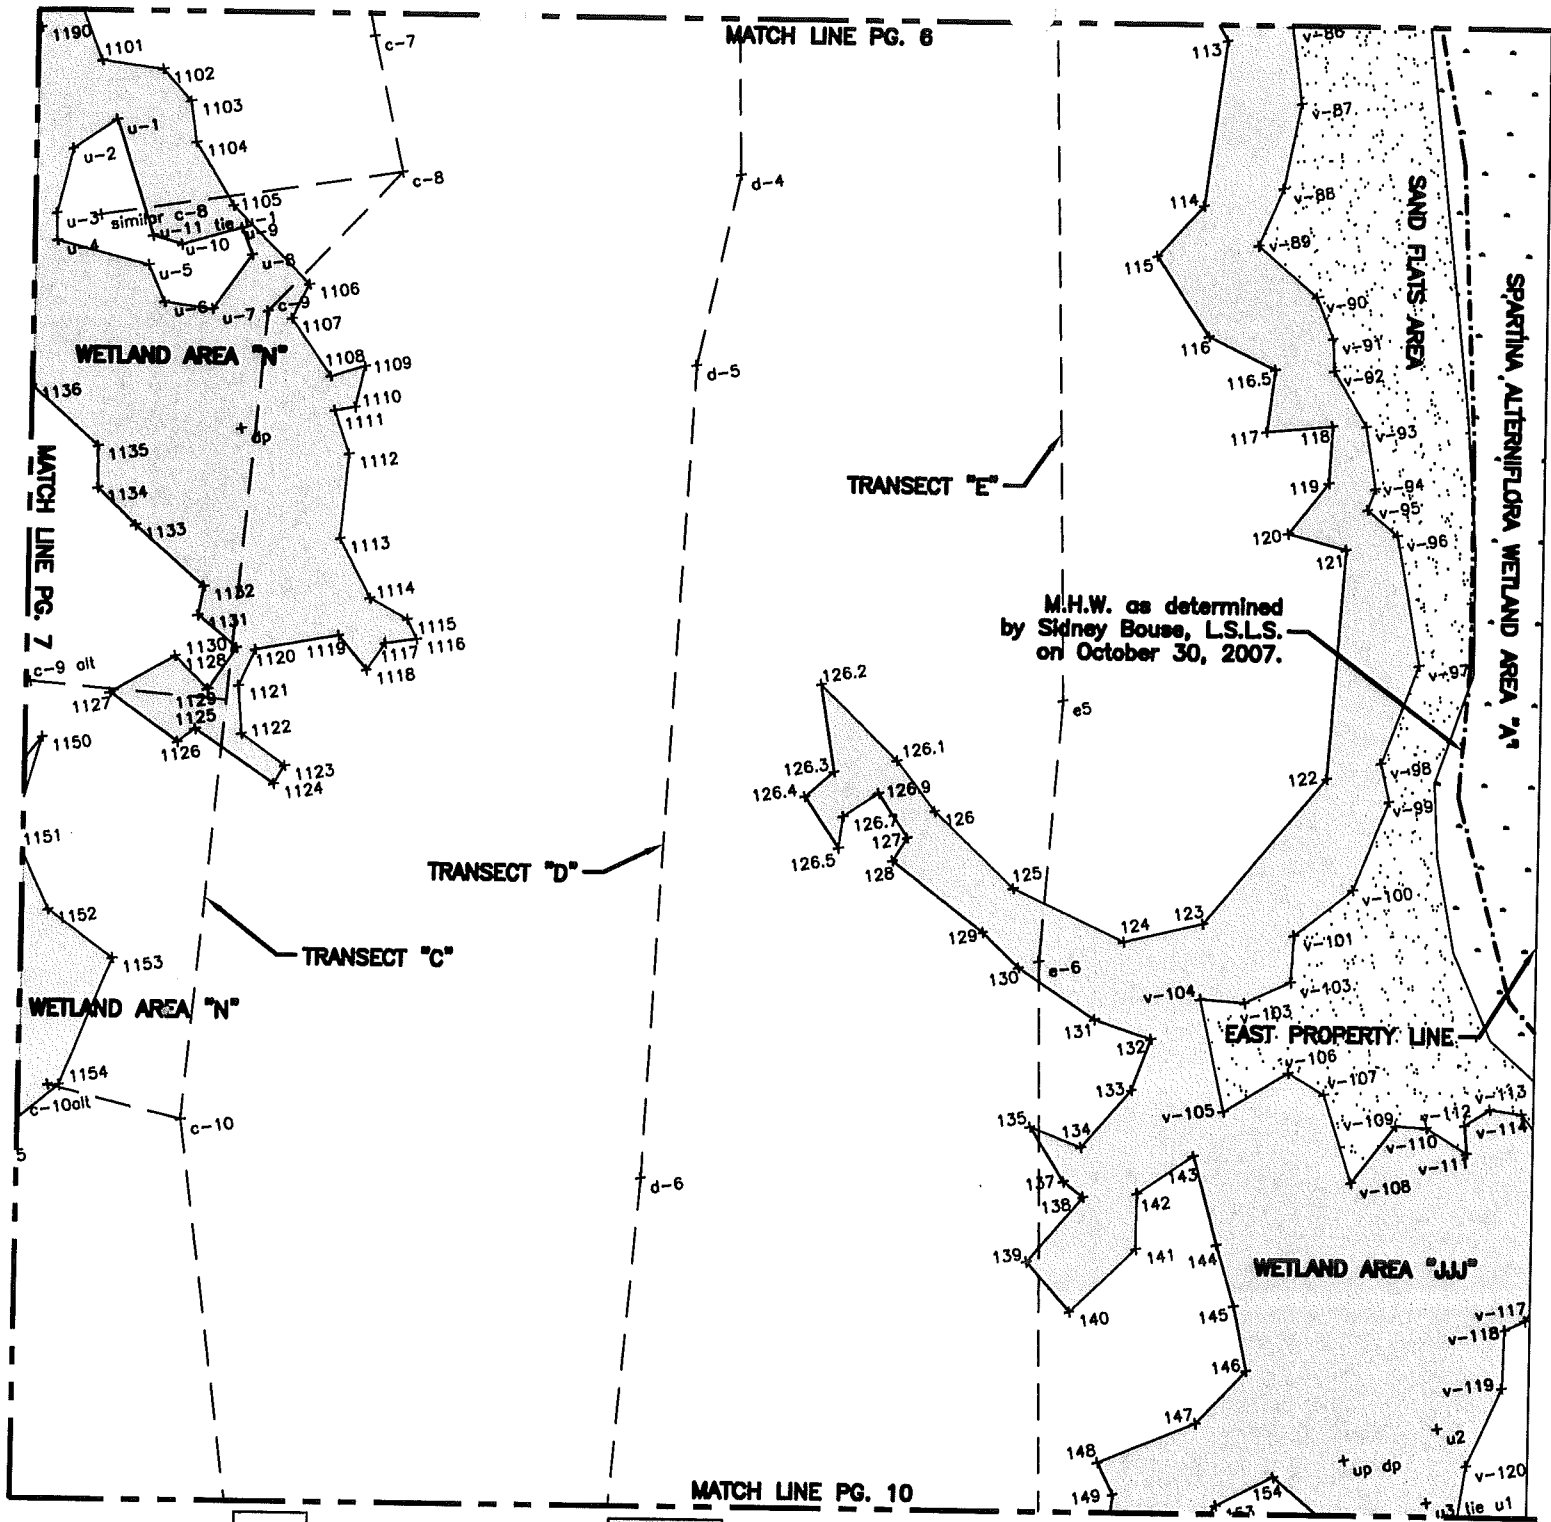 MATCH LINE PG. 6
1190
1101
1102
1103
1104
1105
u-1
u-2
u-3
similar c-8
u-11 tie u-1
u-4
u-10
u-9
u-8
u-5
u-6
u-7
c-7
c-8
c-9
1106
1107
WETLAND AREA "N"
1108
1109
1110
1111
1112
dp
1136
1135
1134
1133
1132
1131
1130
1128
1129
1127
1125
1126
c-9 alt
MATCH LINE PG. 7
1113
1114
1115
1116
1117
1118
1119
1120
1121
1122
1123
1124
1150
1151
1152
1153
WETLAND AREA "N"
1154
c-10alt
5
c-10
TRANSECT "C"
d-4
d-5
TRANSECT "D"
d-6
TRANSECT "E"
e5
e-6
M.H.W. as determined
by Sidney Bouse, L.S.L.S.
on October 30, 2007.
113
114
115
116
116.5
117
118
119
120
121
122
123
124
125
126
126.1
126.2
126.3
126.4
126.5
126.7
126.9
127
128
129
130
131
132
133
134
135
137
138
139
140
141
142
143
144
145
146
147
148
149
154
v-86
v-87
v-88
v-89
v-90
v-91
v-92
v-93
v-94
v-95
v-96
v-97
v-98
v-99
v-100
v-101
v-103
v-103
v-104
v-105
v-106
v-107
v-108
v-109
v-110
v-111
v-112
v-113
v-114
SAND FLATS AREA
SPARTINA ALTERNIFLORA WETLAND AREA "A"
EAST PROPERTY LINE
WETLAND AREA "JJJ"
v-117
v-118
v-119
u2
up dp
v-120
u3 tie u1
MATCH LINE PG. 10